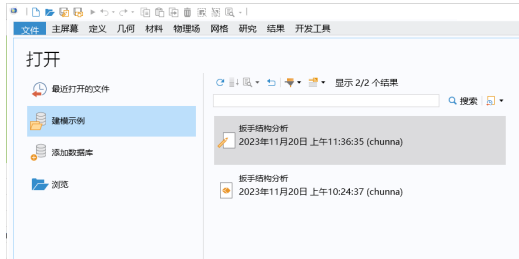 文件 主屏幕 定义 几何 材料 物理场 网格 研究 结果 开发工具
打开
最近打开的文件
建模示例
添加数据库
浏览
显示 2/2 个结果
搜索
扳手结构分析
2023年11月20日 上午11:36:35 (chunna)
扳手结构分析
2023年11月20日 上午10:24:37 (chunna)